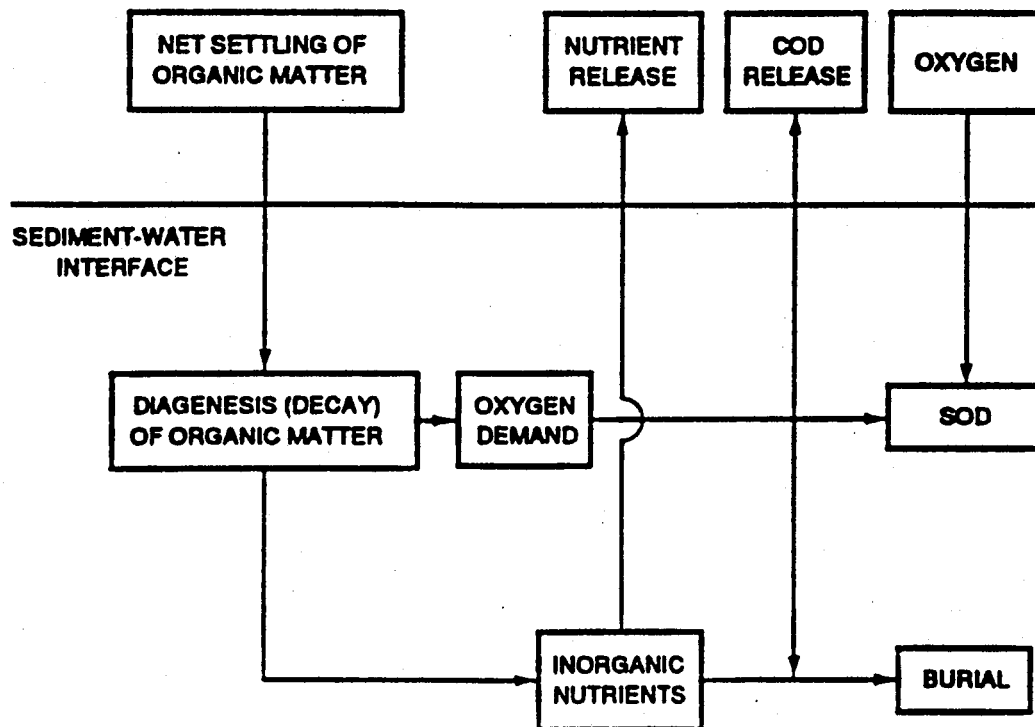 NET SETTLING OF
ORGANIC MATTER
NUTRIENT
RELEASE
COD
RELEASE
OXYGEN
SEDIMENT-WATER
INTERFACE
DIAGENESIS (DECAY)
OF ORGANIC MATTER
OXYGEN
DEMAND
SOD
INORGANIC
NUTRIENTS
BURIAL